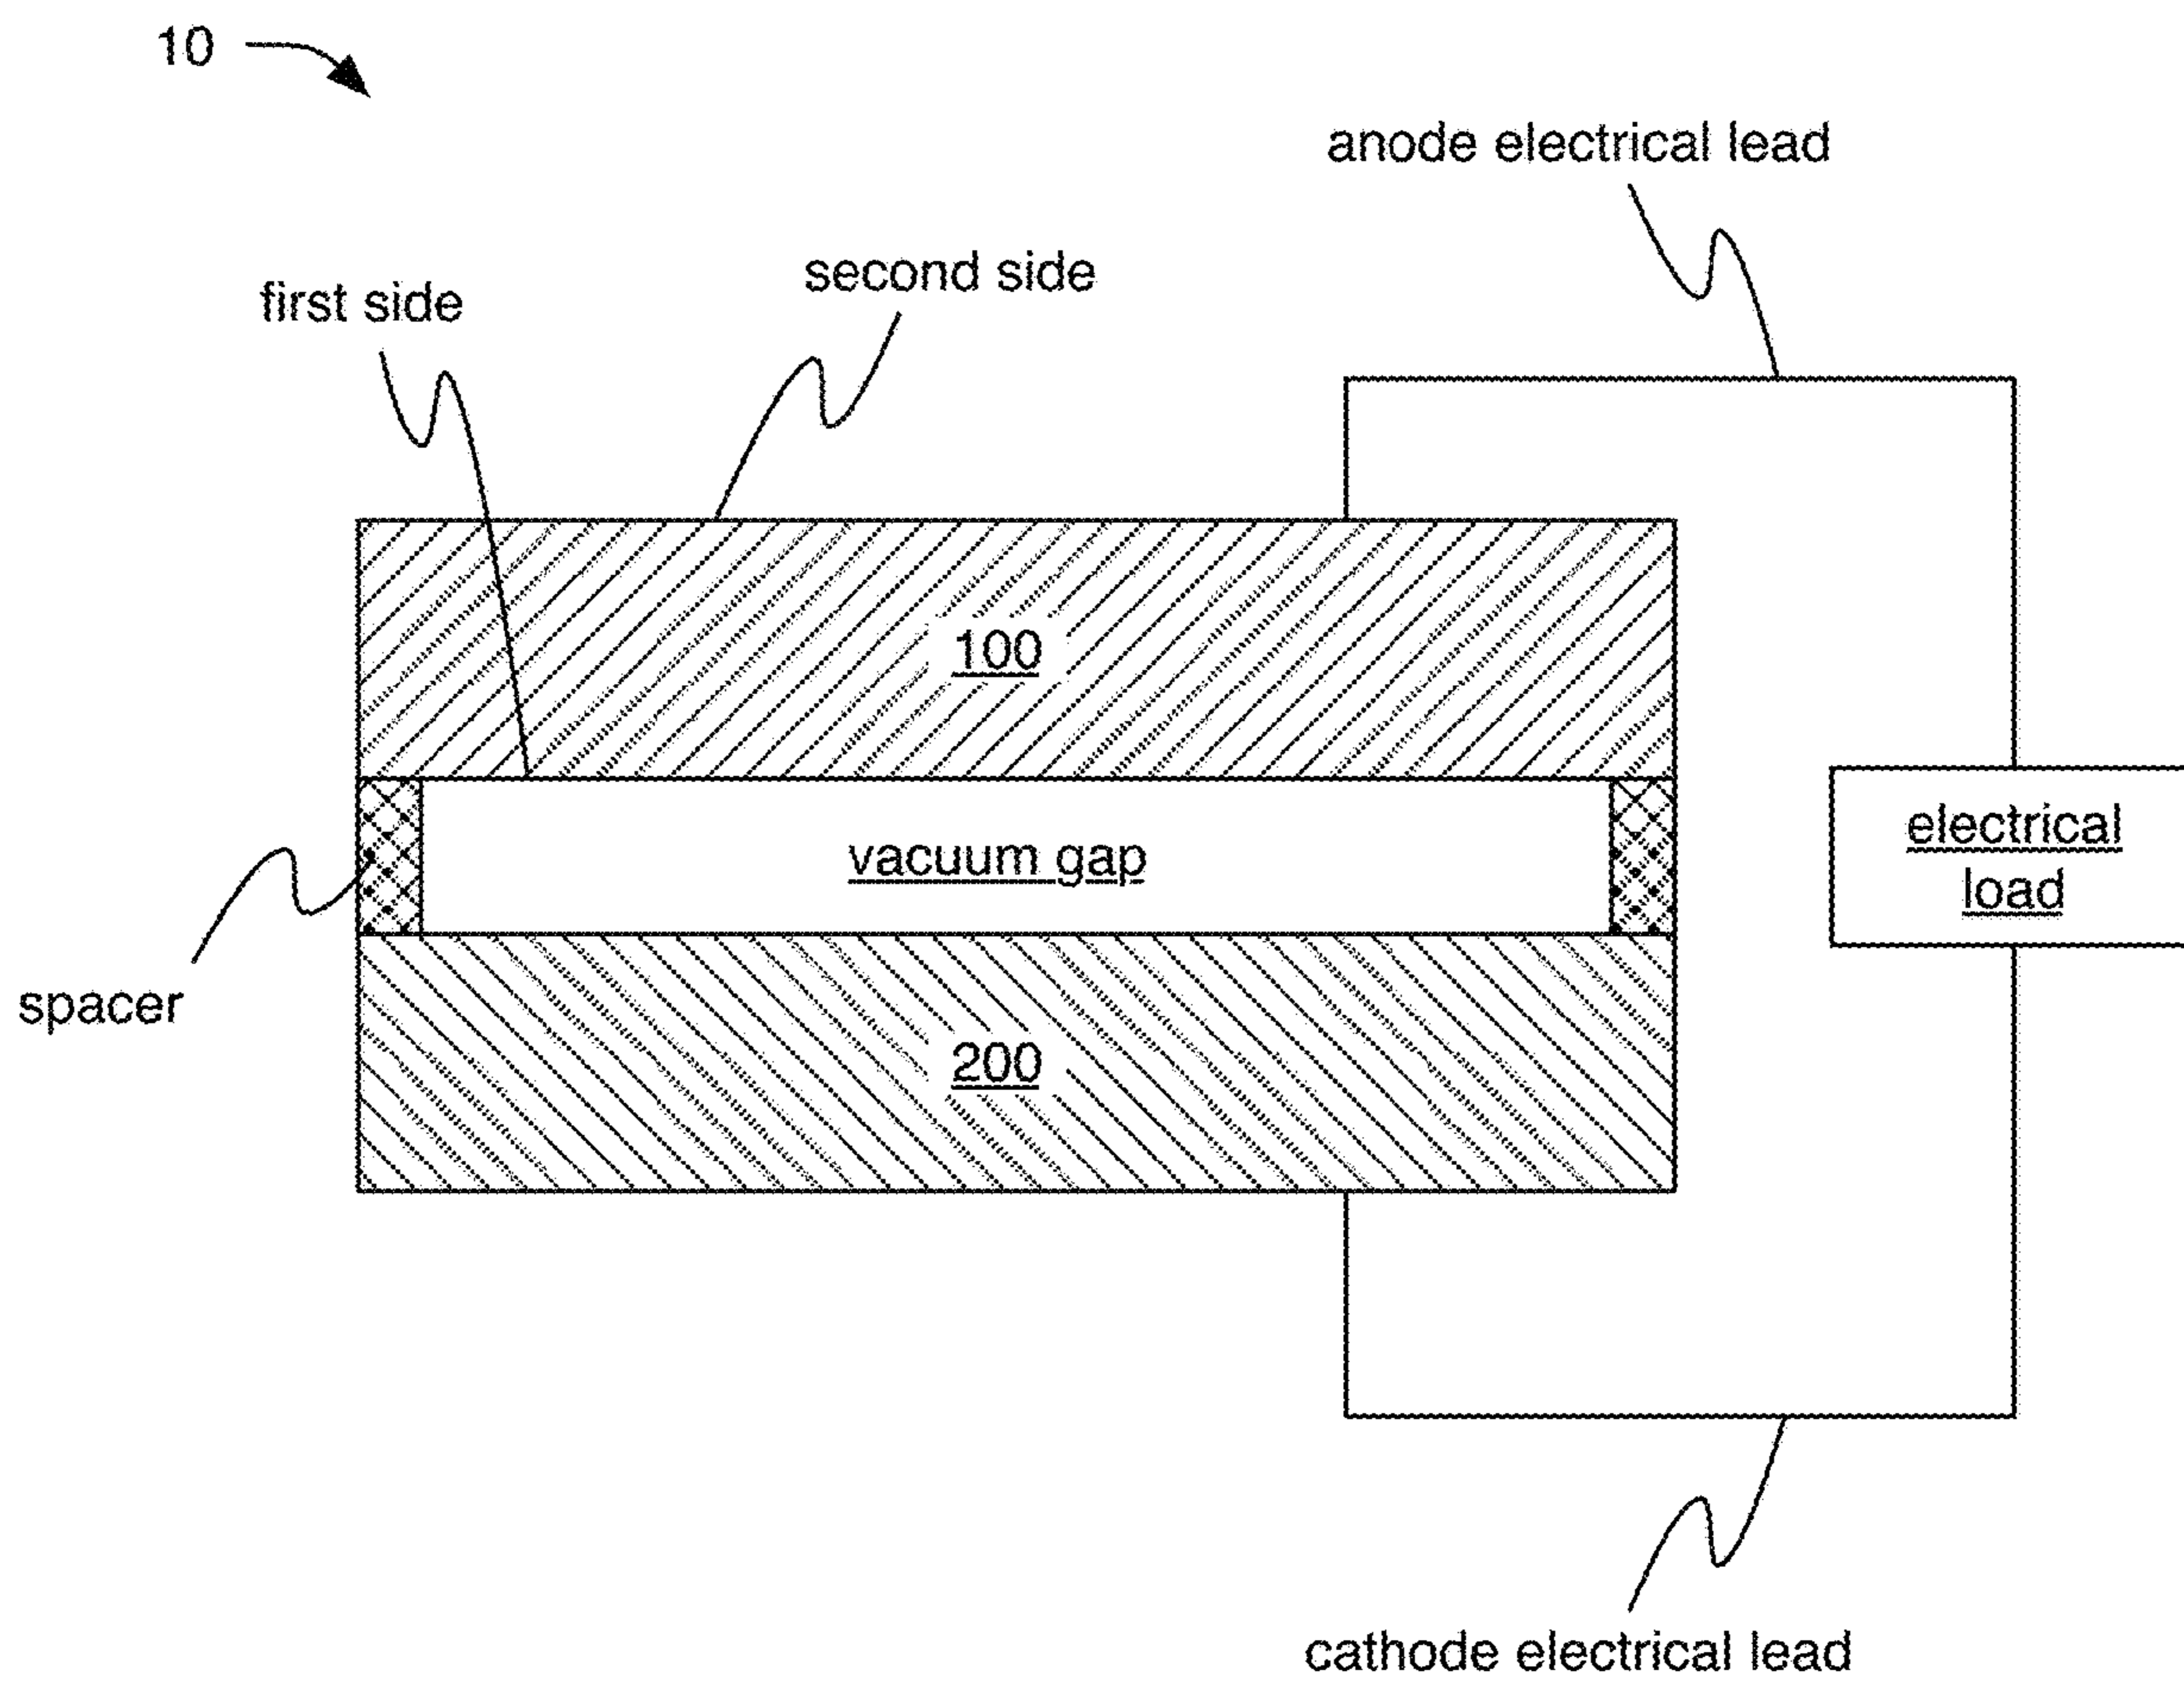 10
anode electrical lead
second side
first side
100
vacuum gap
electrical
load
spacer
200
cathode electrical lead